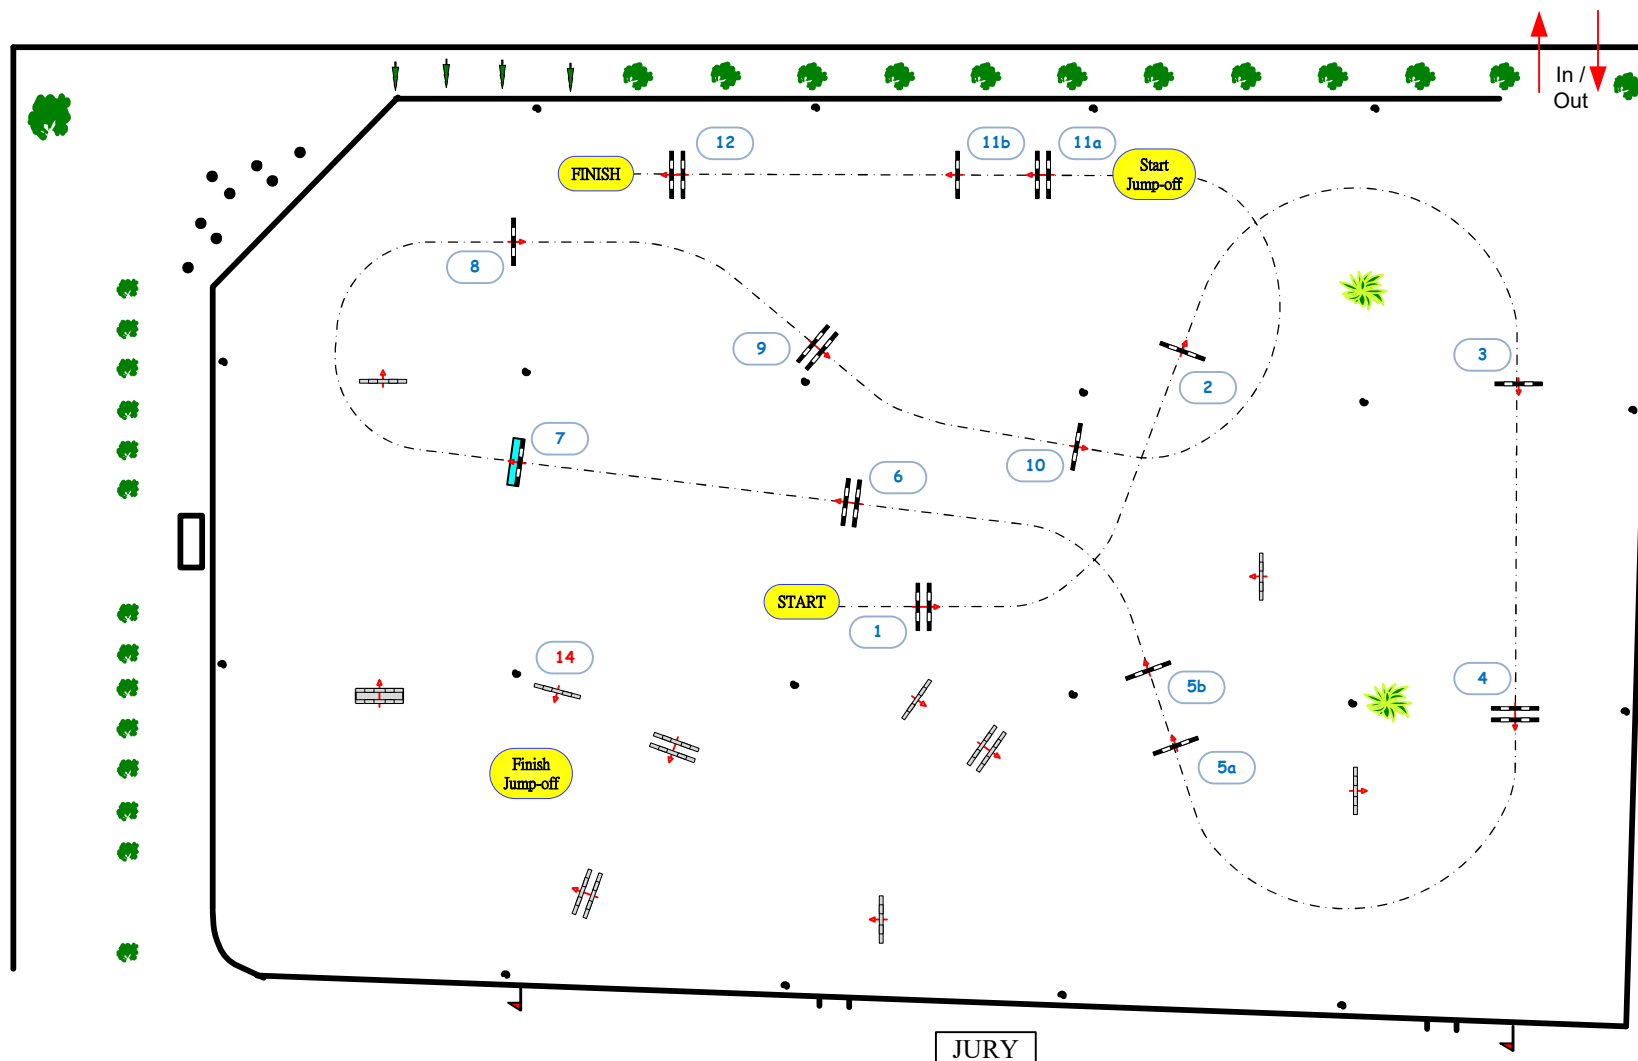 In /
Out
12
11b
11a
FINISH
Start
Jump-off
8
9
2
3
7
10
6
START
1
14
5b
4
Finish
Jump-off
5a
JURY